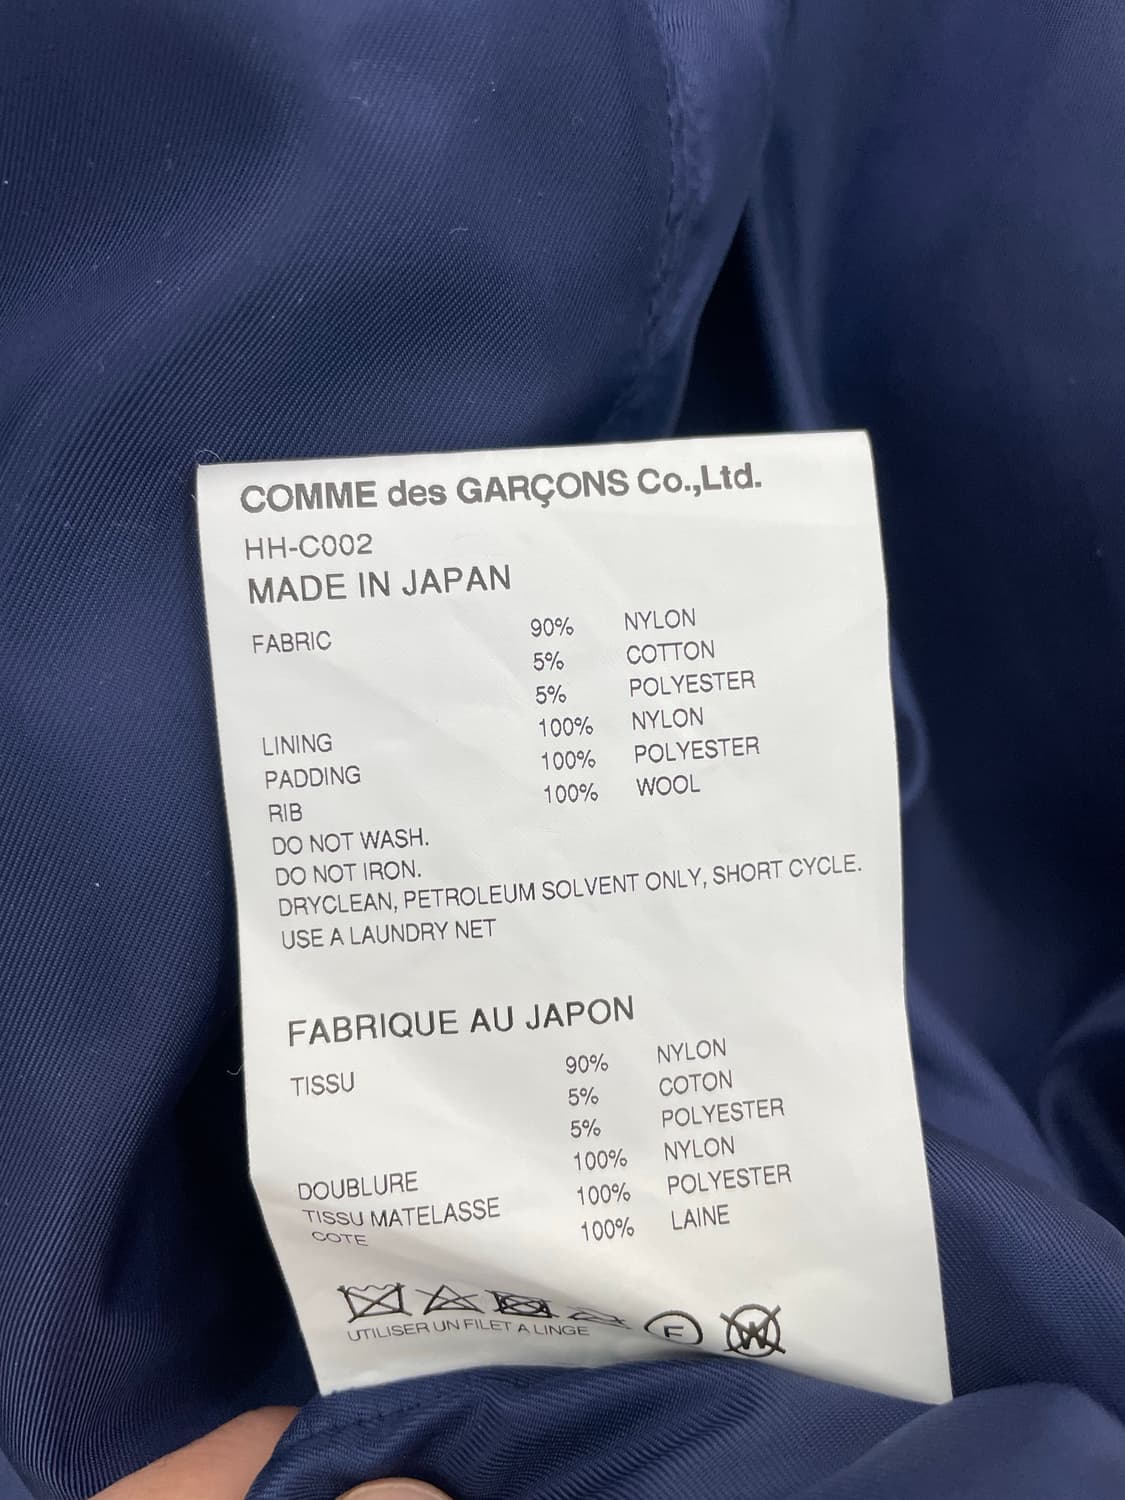 COMME des GARÇONS Co.,Ltd.
HH-C002
MADE IN JAPAN
FABRIC 90% NYLON
5% COTTON
5% POLYESTER
LINING 100% NYLON
PADDING 100% POLYESTER
RIB 100% WOOL
DO NOT WASH.
DO NOT IRON.
DRYCLEAN, PETROLEUM SOLVENT ONLY, SHORT CYCLE.
USE A LAUNDRY NET
FABRIQUE AU JAPON
TISSU 90% NYLON
5% COTON
5% POLYESTER
DOUBLURE 100% NYLON
TISSU MATELASSE 100% POLYESTER
COTE 100% LAINE
F W
UTILISER UN FILET A LINGE